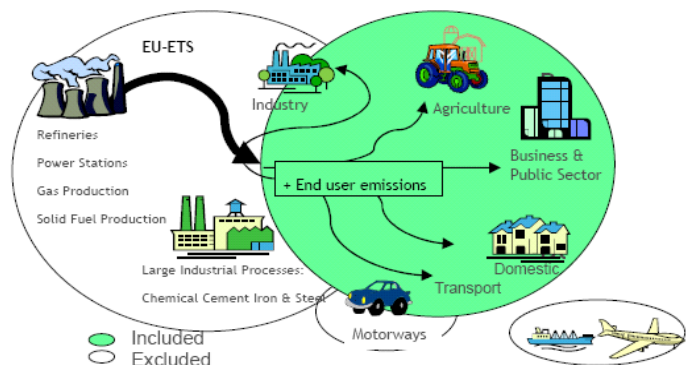 EU-ETS
Industry
Agriculture
Refineries
Power Stations
Gas Production
Solid Fuel Production
Business &
Public Sector
+ End user emissions
Large Industrial Processes:
Chemical Cement Iron & Steel
Domestic
Transport
Motorways
Included
Excluded